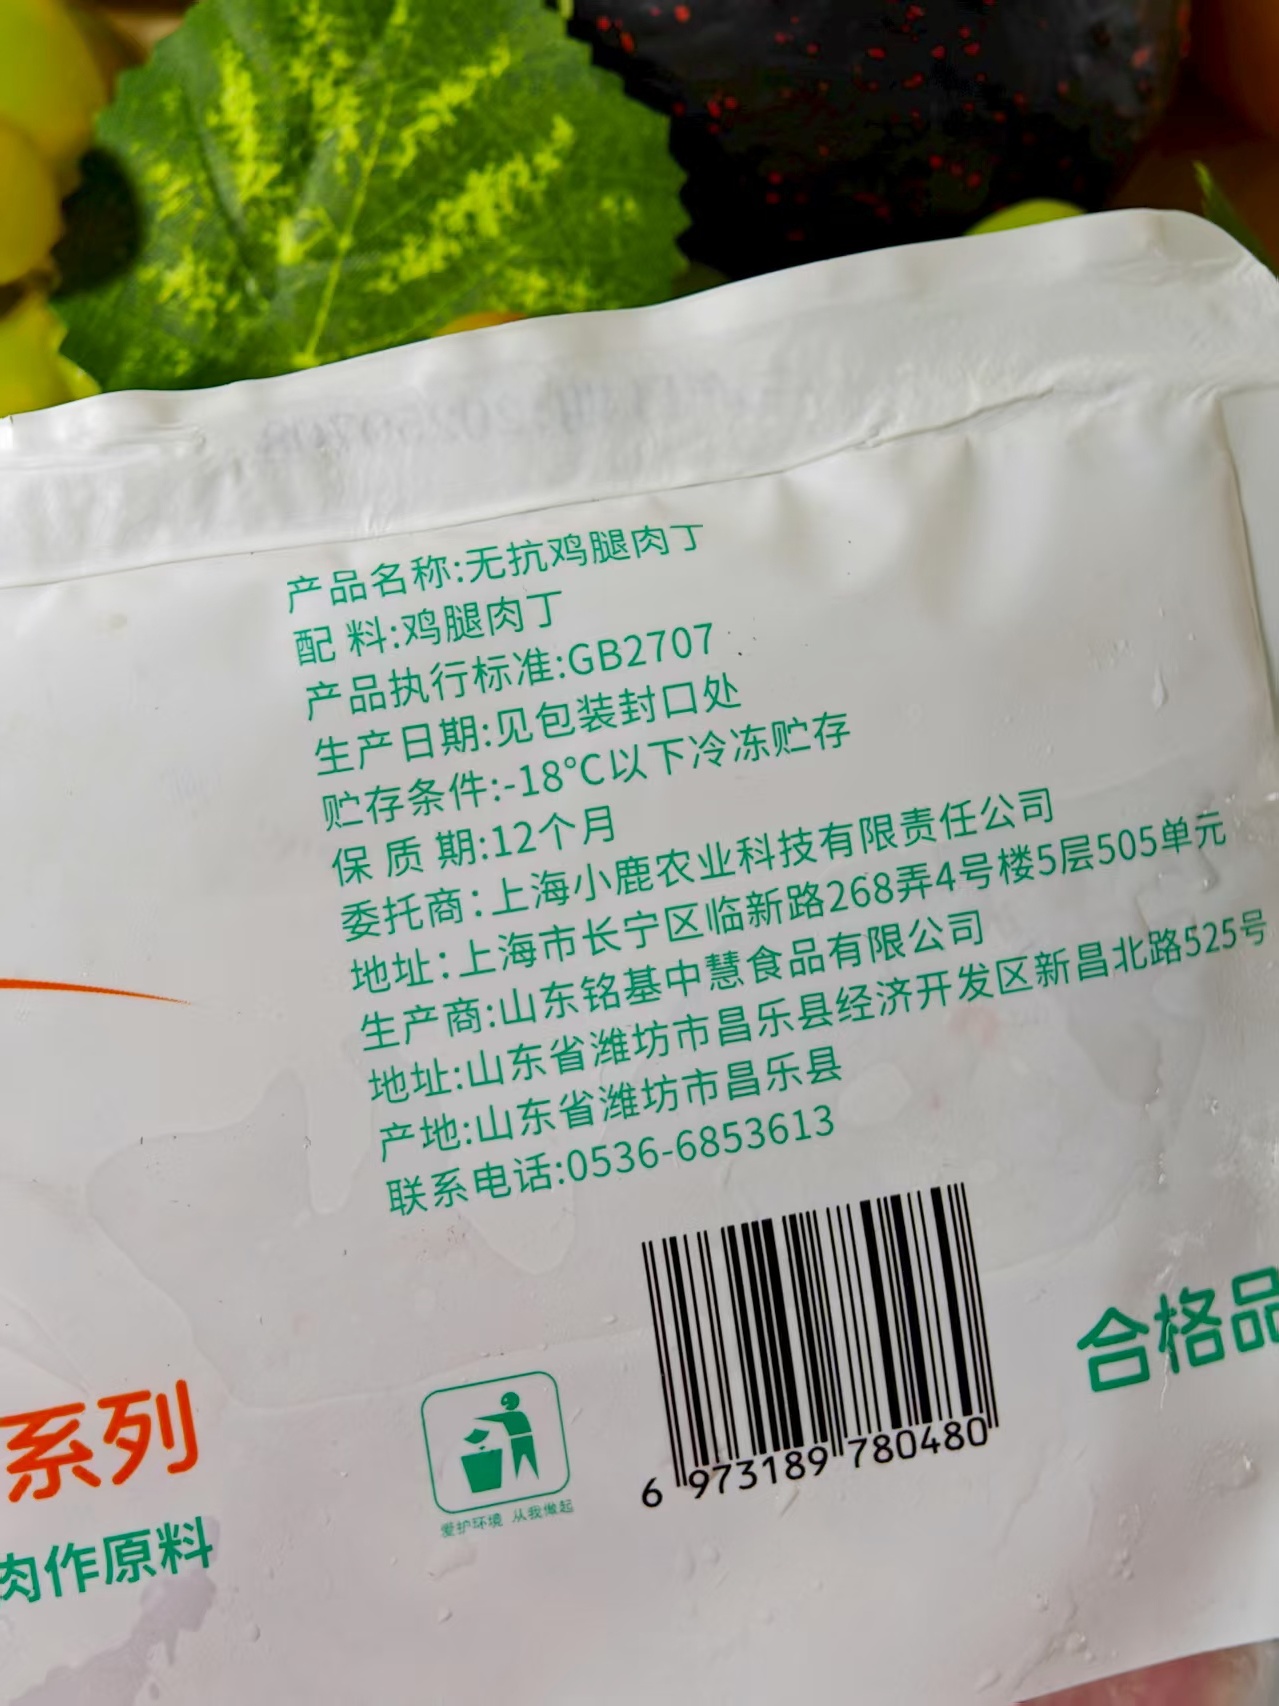 产品名称:无抗鸡腿肉丁
配 料:鸡腿肉丁
产品执行标准:GB2707
生产日期:见包装封口处
贮存条件:-18℃以下冷冻贮存
保 质 期:12个月
委托商:上海小鹿农业科技有限责任公司
地址:上海市长宁区临新路268弄4号楼5层505单元
生产商:山东铭基中慧食品有限公司
地址:山东省潍坊市昌乐县经济开发区新昌北路525号
产地:山东省潍坊市昌乐县
联系电话:0536-6853613
6 973189 780480
合格品
系列
肉作原料
爱护环境 从我做起